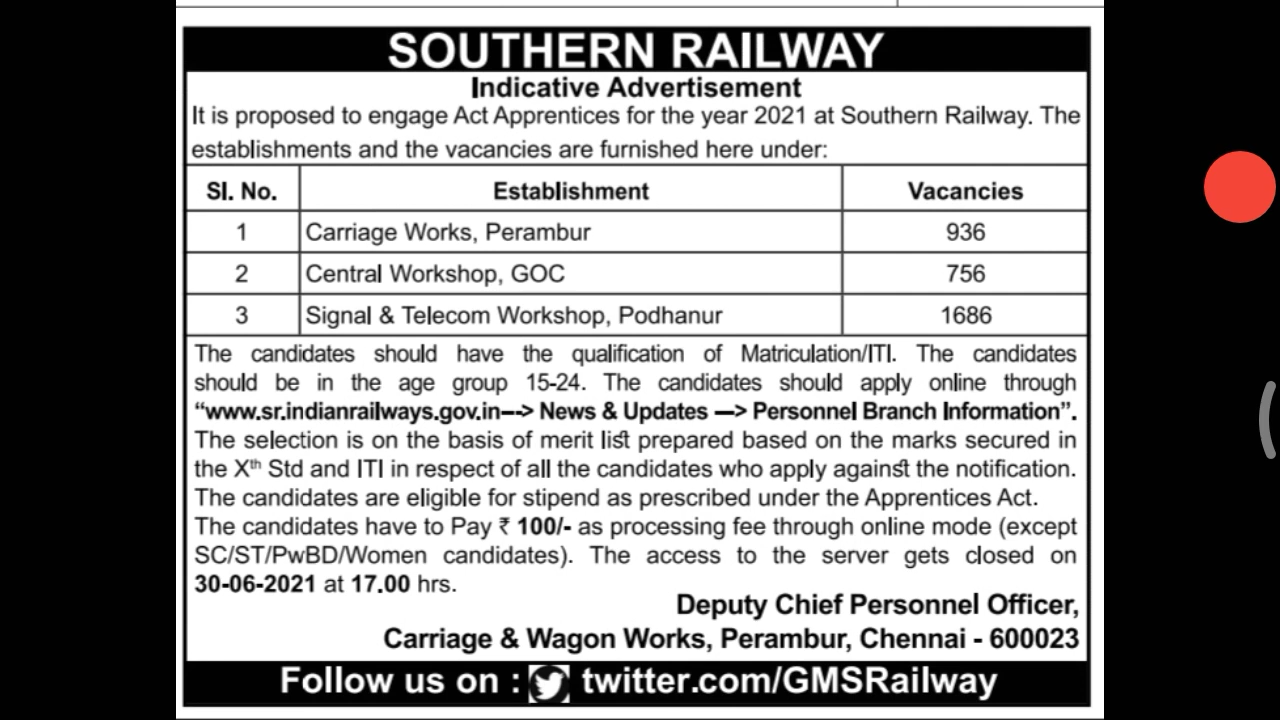 SOUTHERN RAILWAY
Indicative Advertisement
It is proposed to engage Act Apprentices for the year 2021 at Southern Railway. The
establishments and the vacancies are furnished here under:
Sl. No. Establishment Vacancies
1 Carriage Works, Perambur 936
2 Central Workshop, GOC 756
3 Signal & Telecom Workshop, Podhanur 1686
The candidates should have the qualification of Matriculation/ITI. The candidates
should be in the age group 15-24. The candidates should apply online through
“www.sr.indianrailways.gov.in--> News & Updates —> Personnel Branch Information”.
The selection is on the basis of merit list prepared based on the marks secured in
the Xth Std and ITI in respect of all the candidates who apply against the notification.
The candidates are eligible for stipend as prescribed under the Apprentices Act.
The candidates have to Pay ₹ 100/- as processing fee through online mode (except
SC/ST/PwBD/Women candidates). The access to the server gets closed on
30-06-2021 at 17.00 hrs.
Deputy Chief Personnel Officer,
Carriage & Wagon Works, Perambur, Chennai - 600023
Follow us on : twitter.com/GMSRailway